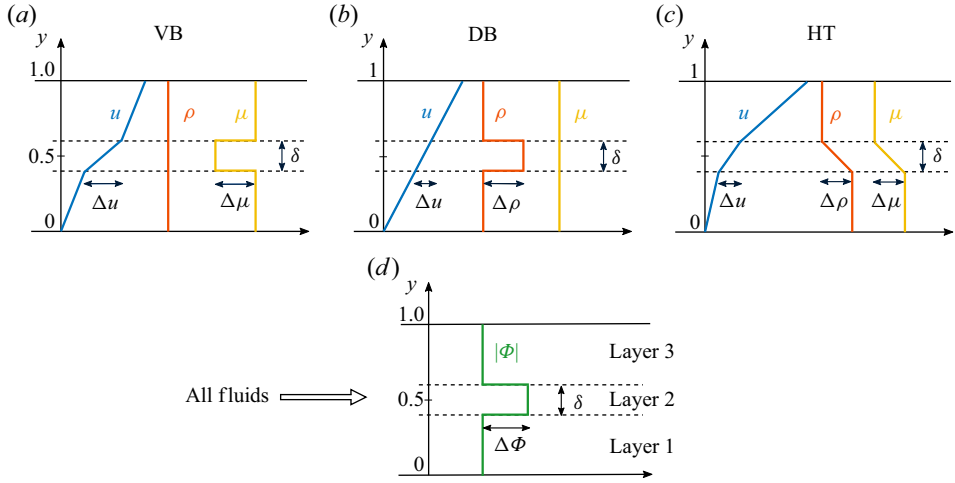 (a) VB
y
1.0
u ρ μ
0.5
δ
Δu Δμ
0
(b) DB
y
1
u ρ μ
δ
Δu Δρ
0
(c) HT
y
1
u ρ μ
δ
Δu Δρ Δμ
0
(d)
y
1.0
|Φ| Layer 3
All fluids 0.5 δ Layer 2
ΔΦ Layer 1
0